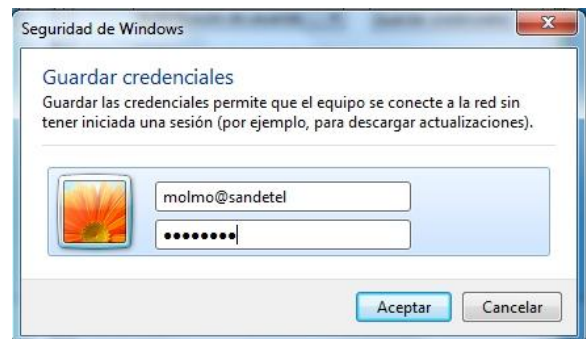 Seguridad de Windows
Guardar credenciales
Guardar las credenciales permite que el equipo se conecte a la red sin
tener iniciada una sesión (por ejemplo, para descargar actualizaciones).
molmo@sandetel
••••••••
Aceptar
Cancelar